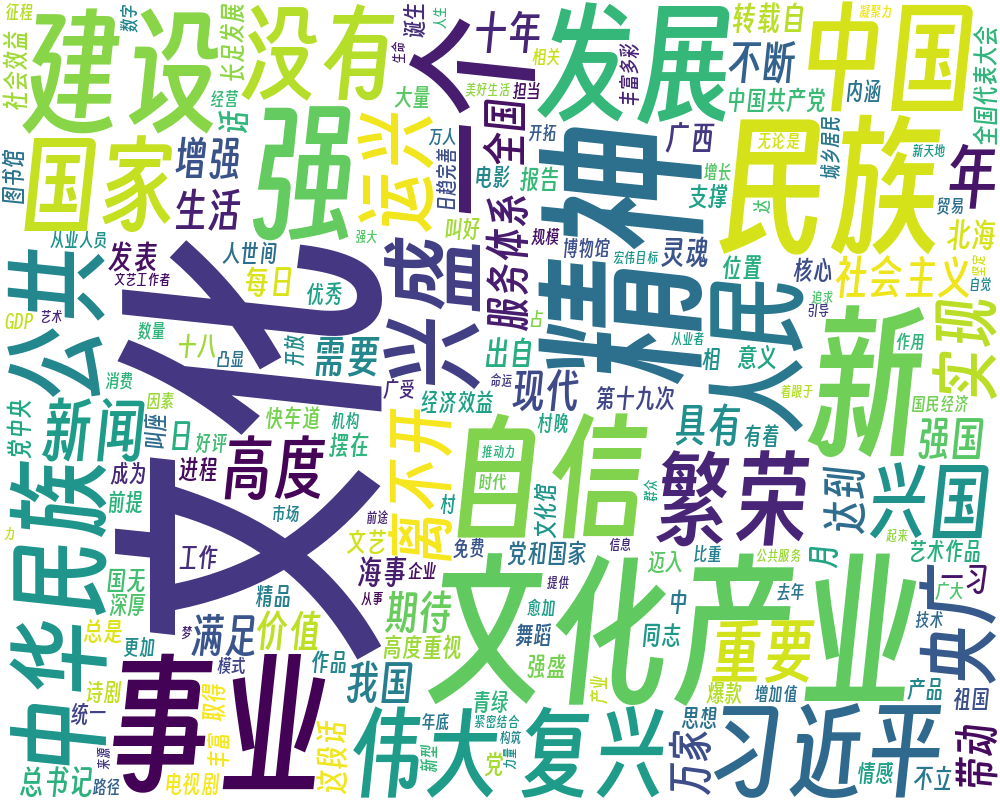 征程
数字
建设
没有
社会效益
长足发展
经营
话
一个
人生
诞生
生命
十年
相关
美好生活
担当
大量
发展
丰富多彩
转载自
不断
中国共产党
凝聚力
中国
内涵
全国代表大会
图书馆
国家
增强
生活
强
强大
运兴
万人
日趋完善
全国
电影
开拓
报告
叫好
精神
广西
增长
支撑
民族
无论是
达
城乡居民
新天地
年
贸易
北海
从业人员
发表
文艺工作者
人世间
每日
优秀
兴盛
服务体系
规模
博物馆
宏伟目标
灵魂
位置
核心
社会主义
坚定
自觉
追求
引导
公共
GDP
艺术
文化
数量
十八
凸显
开放
需要
广受
占
出自
从业者
相
意义
人民
新
作用
实现
消费
因素
快车道
机构
经济效益
命运
现代
第十九次
着眼于
国民经济
党中央
新闻
叫座
日
好评
摆在
离不开
自信
村晚
具有
有着
强国
中华民族
成为
前提
进程
高度
推动力
时代
繁荣
群众
达到
兴国
市场
前途
村
文化馆
工作
文艺
免费
党和国家
信息
迈入
比重
公共服务
月
起来
艺术作品
力
国无
深厚
精品
海事
企业
从事
提供
文化产业
去年
央广
一习
广大
总是
更加
梦
满足
价值
期待
愈加
中
同志
重要
技术
高度重视
舞蹈
诗剧
事业
模式
取得
作品
我国
强盛
产业
爆款
增加值
产品
祖国
统一
来源
丰富
这段话
伟大复兴
青绿
年底
紧密结合
构筑
新型
党
力量
思想
万家
习近平
情感
不立
带动
总书记
路径
电视剧